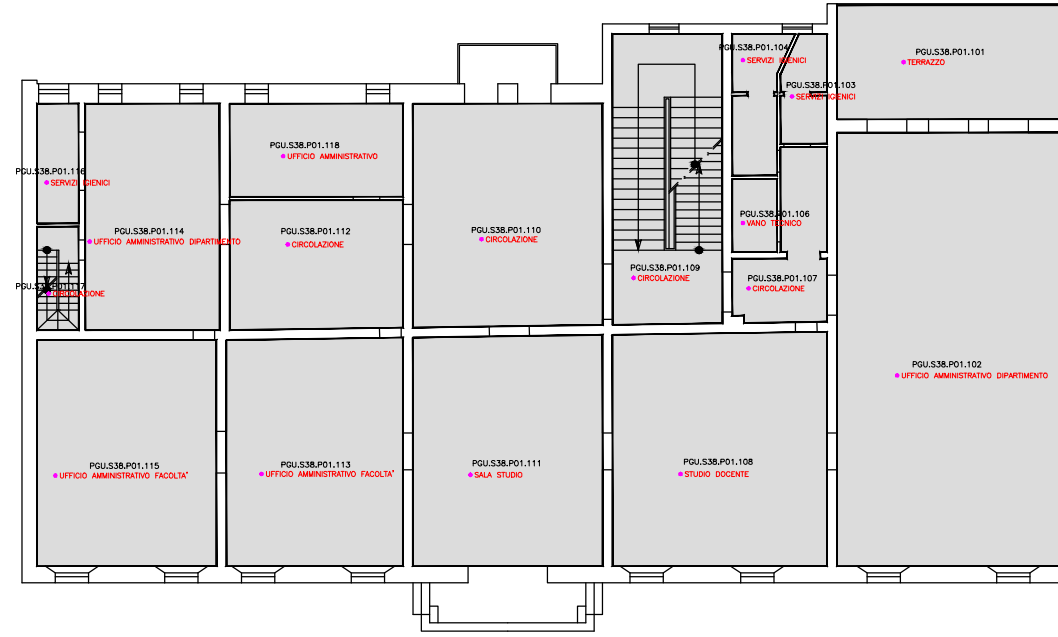 PGU.S38.P01.104
SERVIZI IGIENICI
PGU.S38.P01.101
TERRAZZO
PGU.S38.P01.103
SERVIZI IGIENICI
PGU.S38.P01.118
UFFICIO AMMINISTRATIVO
PGU.S38.P01.116
SERVIZI IGIENICI
PGU.S38.P01.114
UFFICIO AMMINISTRATIVO DIPARTIMENTO
PGU.S38.P01.112
CIRCOLAZIONE
PGU.S38.P01.110
CIRCOLAZIONE
PGU.S38.P01.106
VANO TECNICO
PGU.S38.P01.109
CIRCOLAZIONE
PGU.S38.P01.107
CIRCOLAZIONE
PGU.S38.P01.117
CIRCOLAZIONE
PGU.S38.P01.102
UFFICIO AMMINISTRATIVO DIPARTIMENTO
PGU.S38.P01.115
UFFICIO AMMINISTRATIVO FACOLTA'
PGU.S38.P01.113
UFFICIO AMMINISTRATIVO FACOLTA'
PGU.S38.P01.111
SALA STUDIO
PGU.S38.P01.108
STUDIO DOCENTE